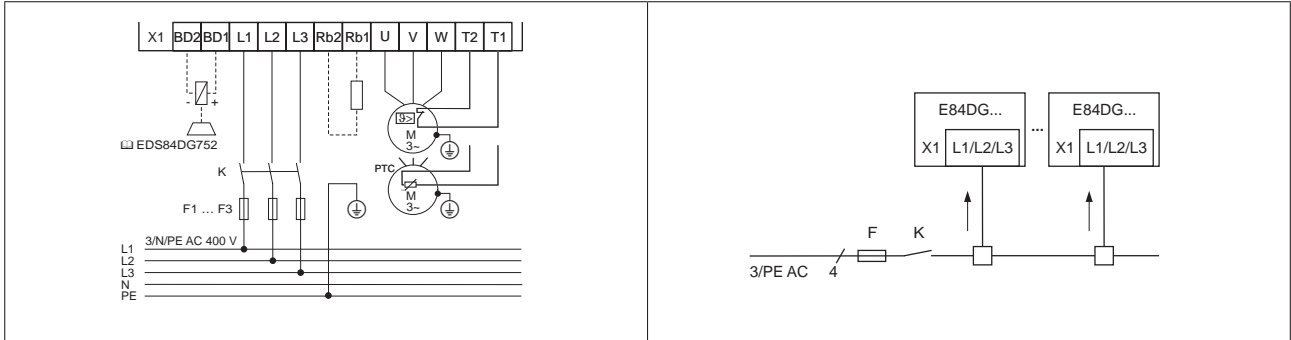 X1 BD2 BD1 L1 L2 L3 Rb2 Rb1 U V W T2 T1
- +
EDS84DG752
ϑ>
M
3~
K
PTC
M
3~
F1 … F3
3/N/PE AC 400 V
L1
L2
L3
N
PE
E84DG... ... E84DG...
X1 L1/L2/L3 X1 L1/L2/L3
F K
3/PE AC 4